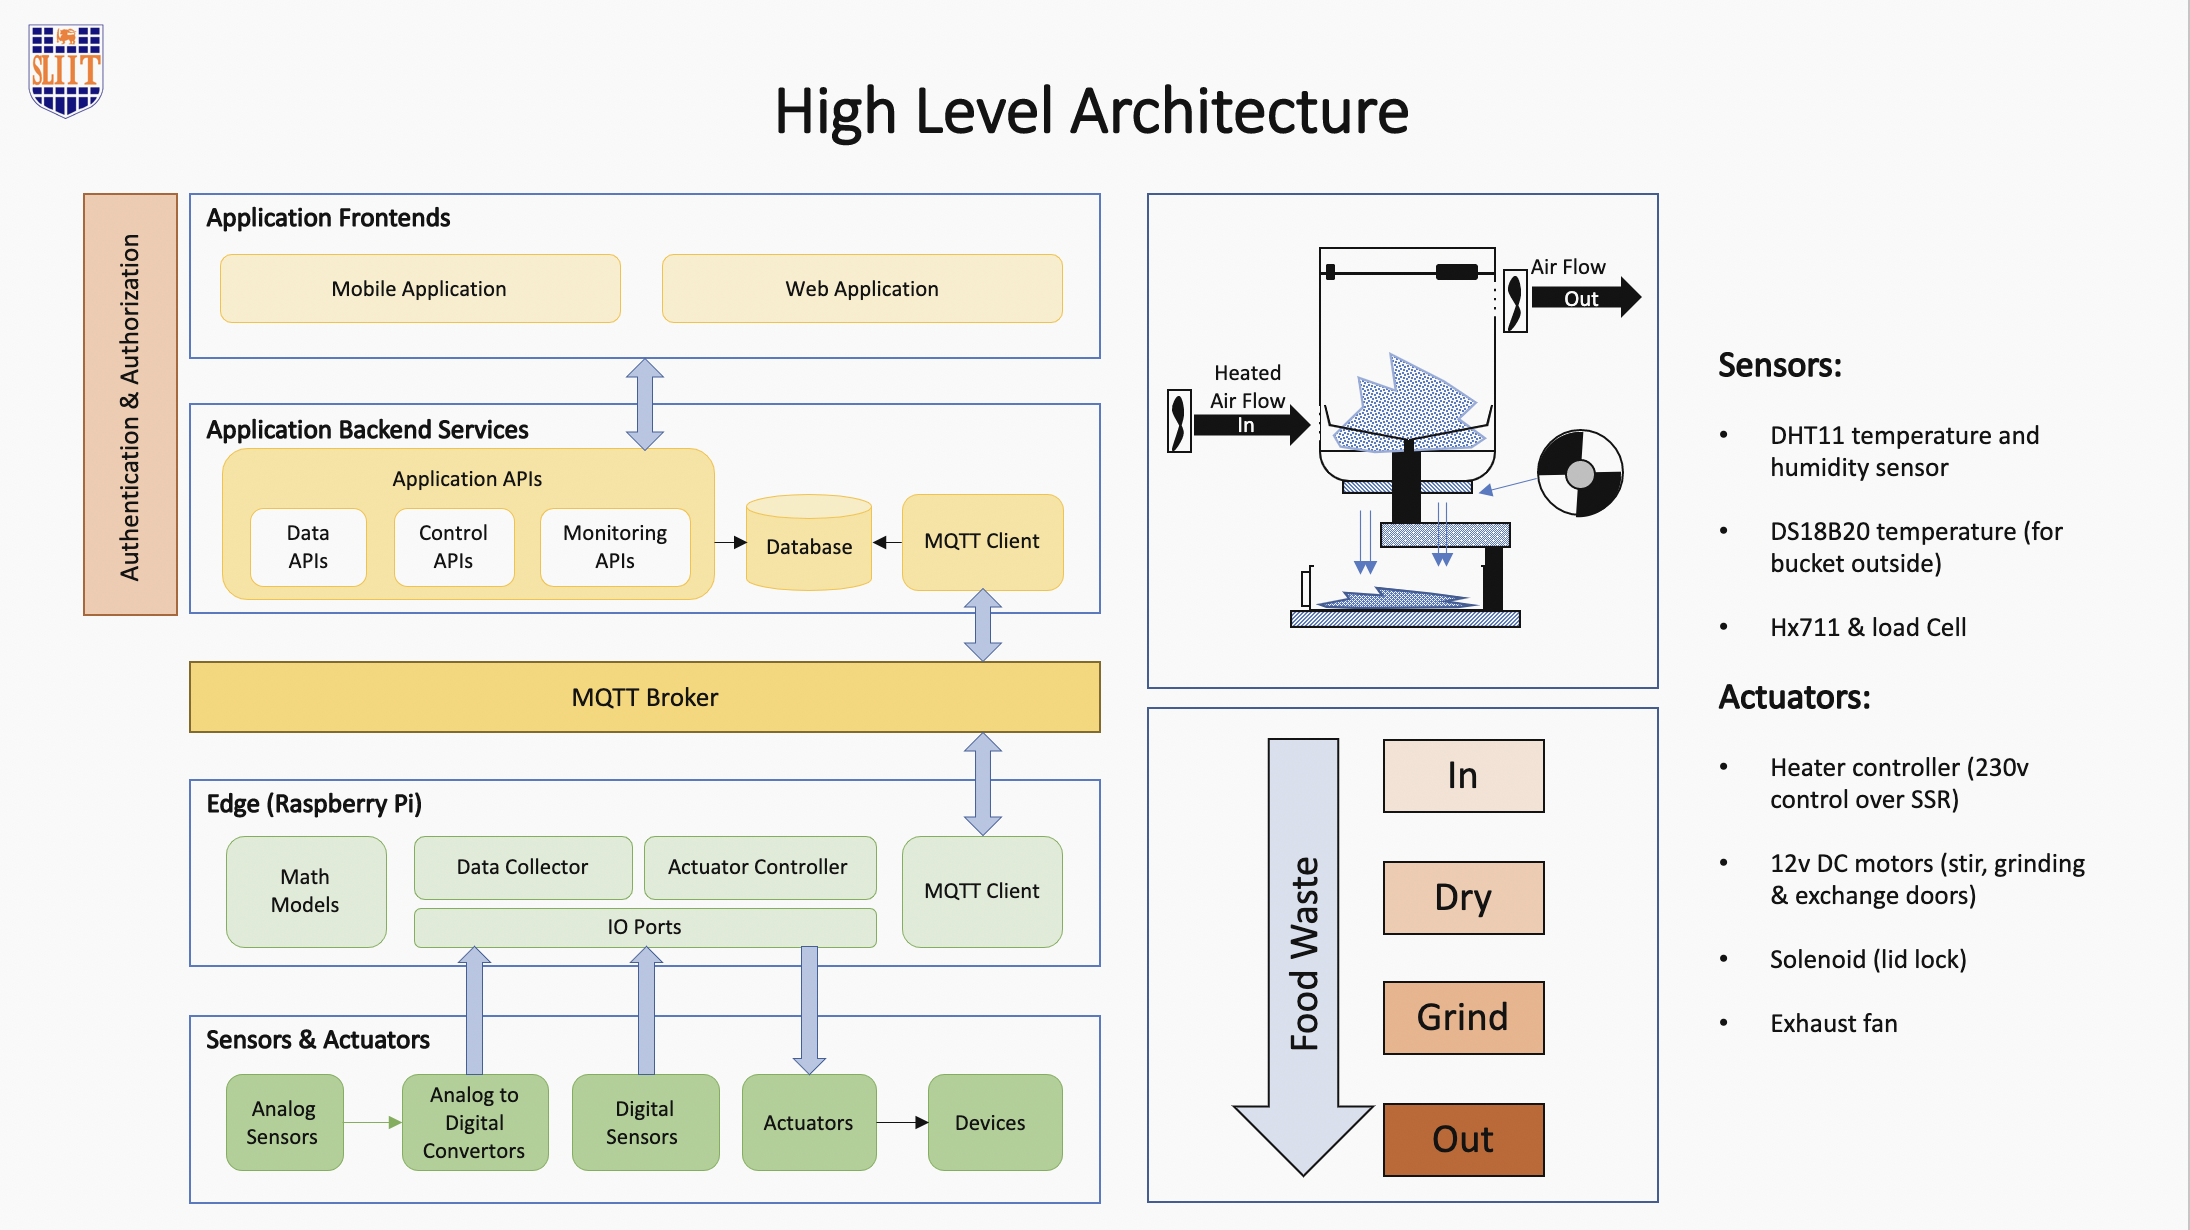 SLIIT
High Level Architecture
Authentication & Authorization
Application Frontends
Mobile Application
Web Application
Application Backend Services
Application APIs
Data
APIs
Control
APIs
Monitoring
APIs
Database
MQTT Client
MQTT Broker
Edge (Raspberry Pi)
Math
Models
Data Collector
Actuator Controller
IO Ports
MQTT Client
Sensors & Actuators
Analog
Sensors
Analog to
Digital
Convertors
Digital
Sensors
Actuators
Devices
Air Flow
Out
Heated
Air Flow
In
Food Waste
In
Dry
Grind
Out
Sensors:
• DHT11 temperature and
humidity sensor
• DS18B20 temperature (for
bucket outside)
• Hx711 & load Cell
Actuators:
• Heater controller (230v
control over SSR)
• 12v DC motors (stir, grinding
& exchange doors)
• Solenoid (lid lock)
• Exhaust fan